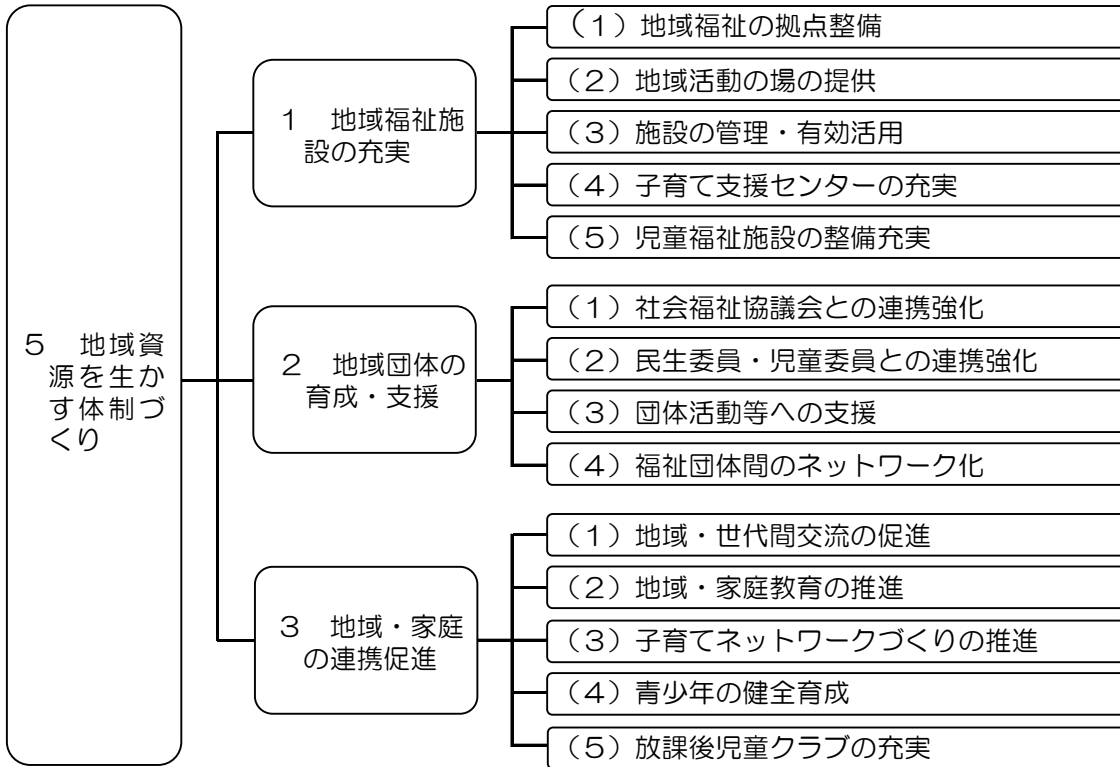 5 地域資
源を生か
す体制づ
くり
1 地域福祉施
設の充実
(1)地域福祉の拠点整備
(2)地域活動の場の提供
(3)施設の管理・有効活用
(4)子育て支援センターの充実
(5)児童福祉施設の整備充実
2 地域団体の
育成・支援
(1)社会福祉協議会との連携強化
(2)民生委員・児童委員との連携強化
(3)団体活動等への支援
(4)福祉団体間のネットワーク化
3 地域・家庭
の連携促進
(1)地域・世代間交流の促進
(2)地域・家庭教育の推進
(3)子育てネットワークづくりの推進
(4)青少年の健全育成
(5)放課後児童クラブの充実